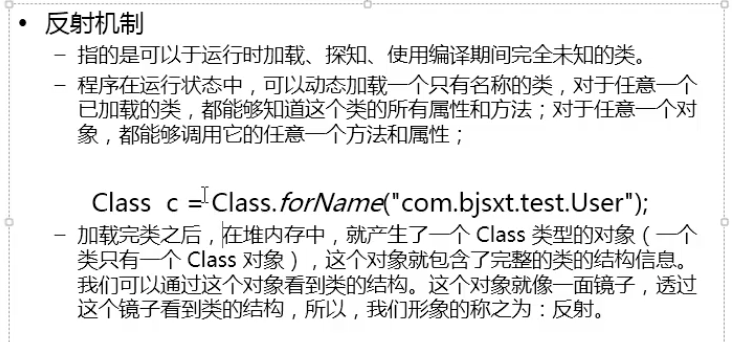 • 反射机制
– 指的是可以于运行时加载、探知、使用编译期间完全未知的类。
– 程序在运行状态中，可以动态加载一个只有名称的类，对于任意一个
已加载的类，都能够知道这个类的所有属性和方法；对于任意一个对
象，都能够调用它的任意一个方法和属性；
Class c = Class.forName("com.bjsxt.test.User");
– 加载完类之后，在堆内存中，就产生了一个 Class 类型的对象（一个
类只有一个 Class 对象），这个对象就包含了完整的类的结构信息。
我们可以通过这个对象看到类的结构。这个对象就像一面镜子，透过
这个镜子看到类的结构，所以，我们形象的称之为：反射。